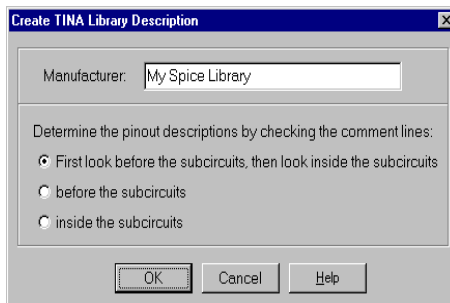 Create TINA Library Description
Manufacturer: My Spice Library
Determine the pinout descriptions by checking the comment lines:
First look before the subcircuits, then look inside the subcircuits
before the subcircuits
inside the subcircuits
OK Cancel Help